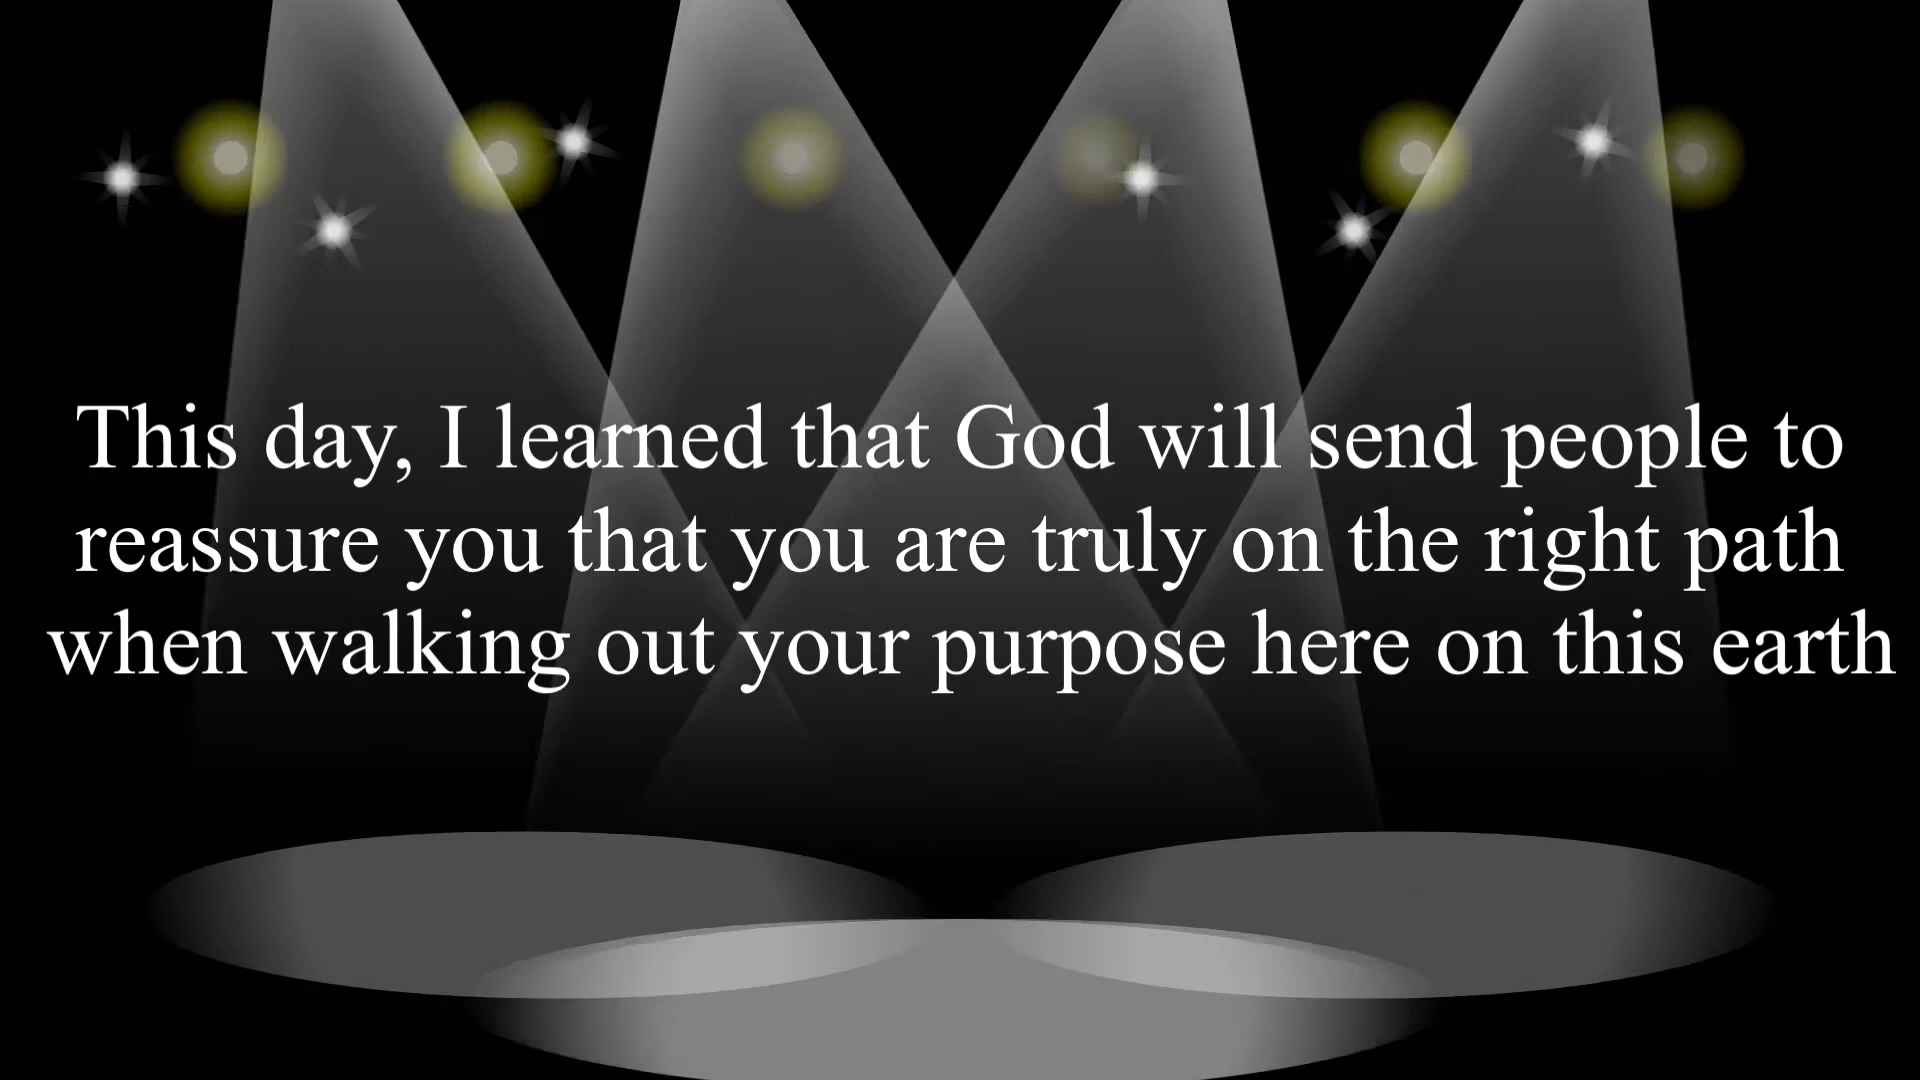 This day, I learned that God will send people to
reassure you that you are truly on the right path
when walking out your purpose here on this earth